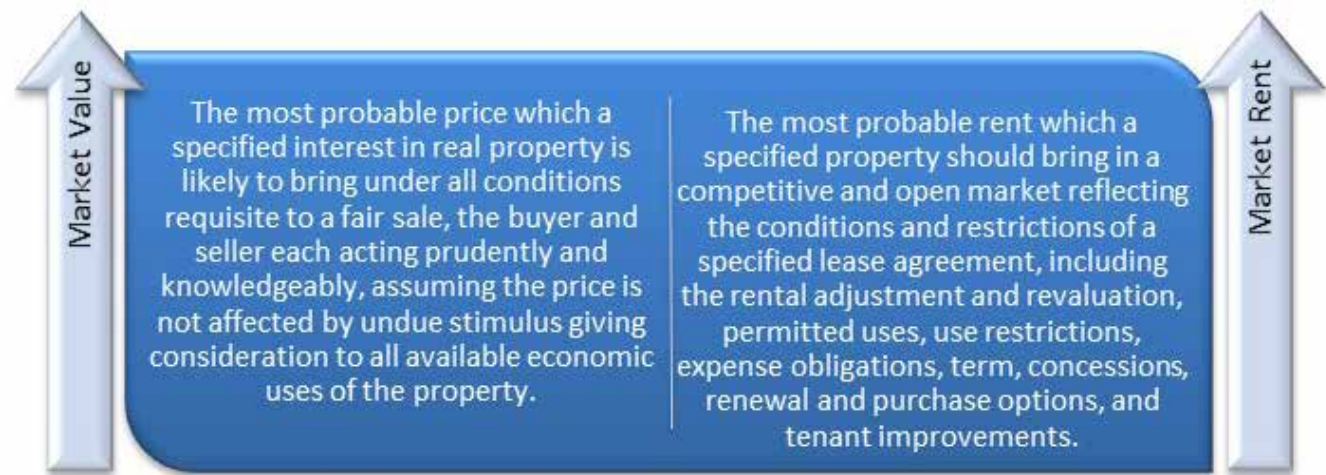 Market Value
The most probable price which a
specified interest in real property is
likely to bring under all conditions
requisite to a fair sale, the buyer and
seller each acting prudently and
knowledgeably, assuming the price is
not affected by undue stimulus giving
consideration to all available economic
uses of the property.
The most probable rent which a
specified property should bring in a
competitive and open market reflecting
the conditions and restrictions of a
specified lease agreement, including
the rental adjustment and revaluation,
permitted uses, use restrictions,
expense obligations, term, concessions,
renewal and purchase options, and
tenant improvements.
Market Rent